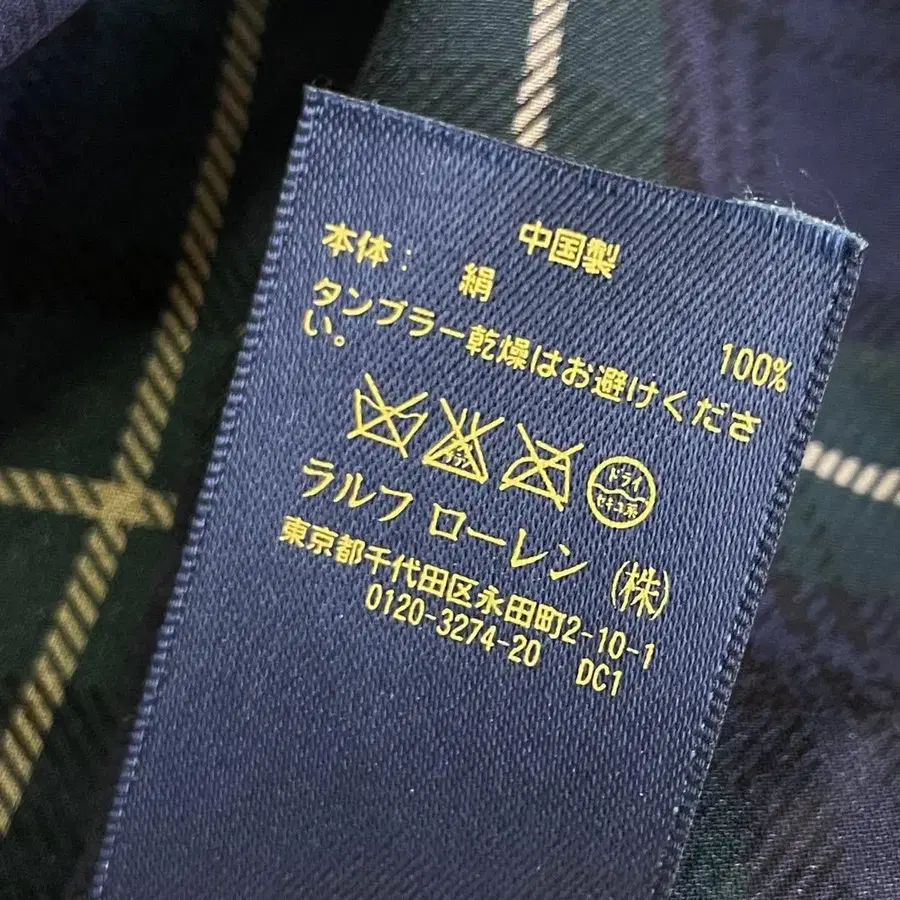 中国製
本体： 絹 100%
タンブラー乾燥はお避けくださ
い。
ドライ
セキユ系
ラルフ ローレン (株)
東京都千代田区永田町2-10-1
0120-3274-20 DC1